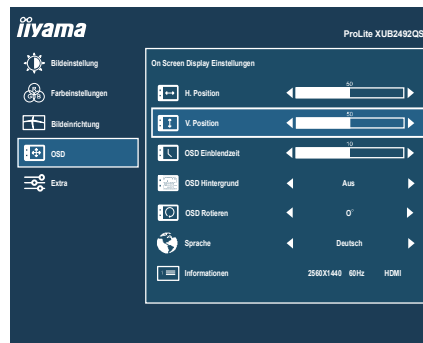 iiyama
ProLite XUB2492QS
Bildeinstellung
Farbeinstellungen
Bildeinrichtung
OSD
Extra
On Screen Display Einstellungen
H. Position 50
V. Position 50
OSD Einblendzeit 10
OSD Hintergrund Aus
OSD Rotieren O°
Sprache Deutsch
Informationen 2560X1440 60Hz HDMI